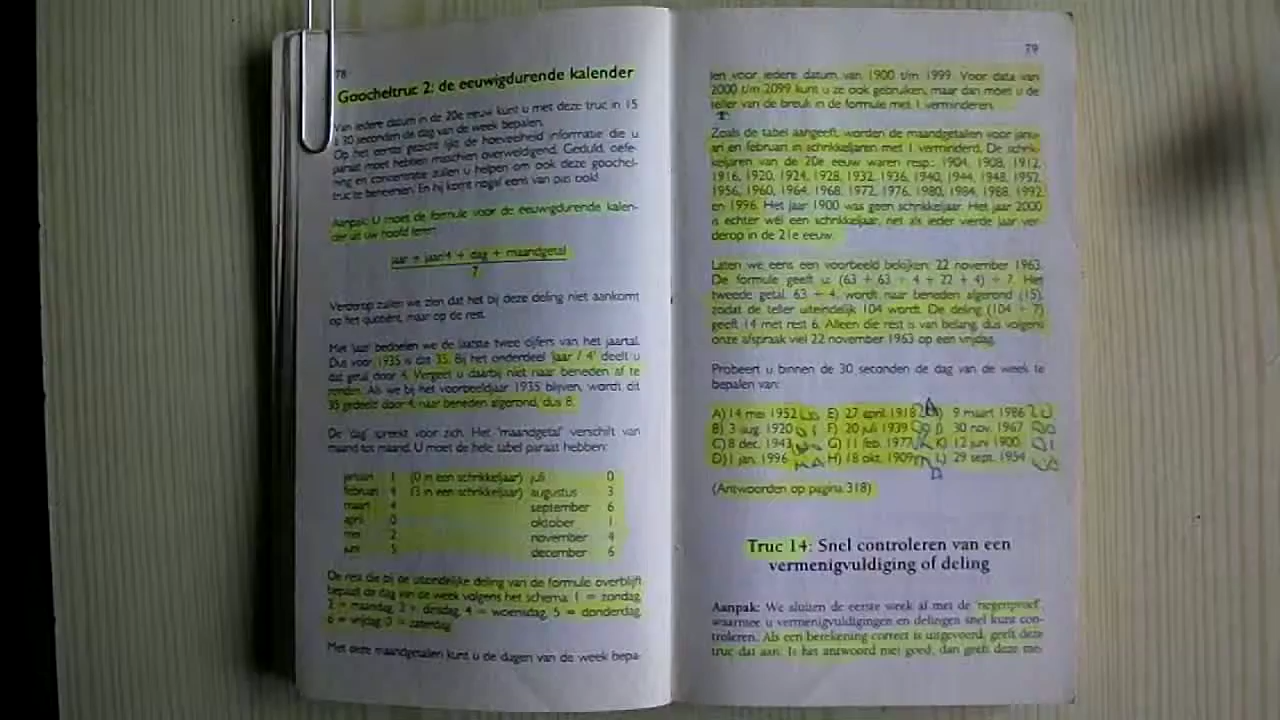 78
Goocheltruc 2: de eeuwigdurende kalender
Van iedere datum in de 20e eeuw kunt u met deze truc in 15
à 30 seconden de dag van de week bepalen.
Op het eerste gezicht lijkt de hoeveelheid informatie die u
paraat moet hebben misschien overweldigend. Geduld, oefe-
ning en concentratie zullen u helpen om ook deze goochel-
truc te beheersen. En hij komt nogal eens van pas ook!
Aanpak: U moet de formule voor de eeuwigdurende kalen-
der uit uw hoofd leren:
jaar + jaar/4 + dag + maandgetal
7
Verderop zullen we zien dat het bij deze deling niet aankomt
op het quotiënt, maar op de rest.
Met 'jaar' bedoelen we de laatste twee cijfers van het jaartal.
Dus voor 1935 is dat 35. Bij het onderdeel 'jaar / 4' deelt u
dat getal door 4. Vergeet u daarbij niet naar beneden af te
ronden. Als we bij het voorbeeldjaar 1935 blijven, wordt dit
35 gedeeld door 4, naar beneden afgerond, dus 8.
De 'dag' spreekt voor zich. Het 'maandgetal' verschilt van
maand tot maand. U moet de hele tabel paraat hebben:
januari 1 (0 in een schrikkeljaar) juli 0
februari 4 (3 in een schrikkeljaar) augustus 3
maart 4 september 6
april 0 oktober 1
mei 2 november 4
juni 5 december 6
De rest die bij de uiteindelijke deling van de formule overblijft
bepaalt de dag van de week volgens het schema: 1 = zondag,
2 = maandag, 3 = dinsdag, 4 = woensdag, 5 = donderdag,
6 = vrijdag, 0 = zaterdag.
Met deze maandgetallen kunt u de dagen van de week bepa-
79
len voor iedere datum van 1900 t/m 1999. Voor data van
2000 t/m 2099 kunt u ze ook gebruiken, maar dan moet u de
teller van de breuk in de formule met 1 verminderen.
Zoals de tabel aangeeft, worden de maandgetallen voor janu-
ari en februari in schrikkeljaren met 1 verminderd. De schrik-
keljaren van de 20e eeuw waren resp.: 1904, 1908, 1912,
1916, 1920, 1924, 1928, 1932, 1936, 1940, 1944, 1948, 1952,
1956, 1960, 1964, 1968, 1972, 1976, 1980, 1984, 1988, 1992
en 1996. Het jaar 1900 was geen schrikkeljaar. Het jaar 2000
is echter wél een schrikkeljaar, net als ieder vierde jaar ver-
derop in de 21e eeuw.
Laten we eens een voorbeeld bekijken: 22 november 1963.
De formule geeft u: (63 + 63 ÷ 4 + 22 + 4) ÷ 7. Het
tweede getal, 63 ÷ 4, wordt naar beneden afgerond (15),
zodat de teller uiteindelijk 104 wordt. De deling (104 ÷ 7)
geeft 14 met rest 6. Alleen die rest is van belang, dus volgens
onze afspraak viel 22 november 1963 op een vrijdag.
Probeert u binnen de 30 seconden de dag van de week te
bepalen van:
A) 14 mei 1952 E) 27 april 1918 9 maart 1986
B) 3 aug. 1920 F) 20 juli 1939 30 nov. 1967
C) 8 dec. 1943 G) 11 feb. 1977 K) 12 juni 1900
D) 1 jan. 1996 H) 18 okt. 1909 L) 29 sept. 1954
(Antwoorden op pagina 318)
Truc 14: Snel controleren van een
vermenigvuldiging of deling
Aanpak: We sluiten de eerste week af met de 'negenproef'
waarmee u vermenigvuldigingen en delingen snel kunt con-
troleren. Als een berekening correct is uitgevoerd, geeft deze
truc dat aan. Is het antwoord niet goed, dan geeft deze me-